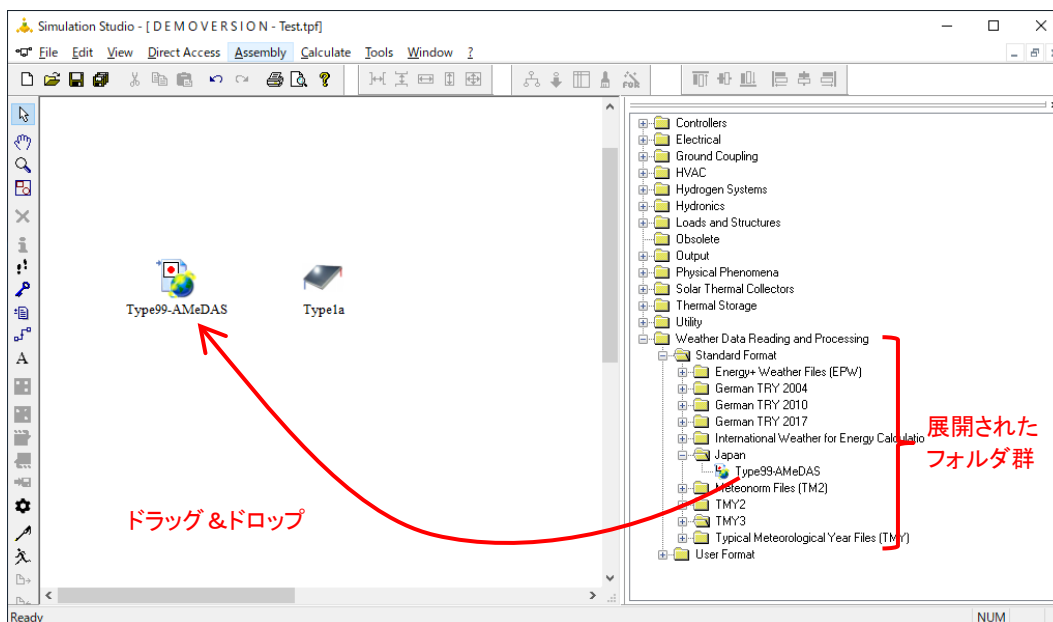 Simulation Studio - [ D E M O V E R S I O N - Test.tpf]
File Edit View Direct Access Assembly Calculate Tools Window ?
FOR
Controllers
Electrical
Ground Coupling
HVAC
Hydrogen Systems
Hydronics
Loads and Structures
Obsolete
Output
Physical Phenomena
Solar Thermal Collectors
Thermal Storage
Utility
Weather Data Reading and Processing
Standard Format
Energy+ Weather Files (EPW)
German TRY 2004
German TRY 2010
German TRY 2017
International Weather for Energy Calculatio
Japan
Type99-AMeDAS
Meteonorm Files (TM2)
TMY2
TMY3
Typical Meteorological Year Files (TMY)
User Format
Type99-AMeDAS
Type1a
A
展開された
フォルダ群
ドラッグ&ドロップ
Ready
NUM